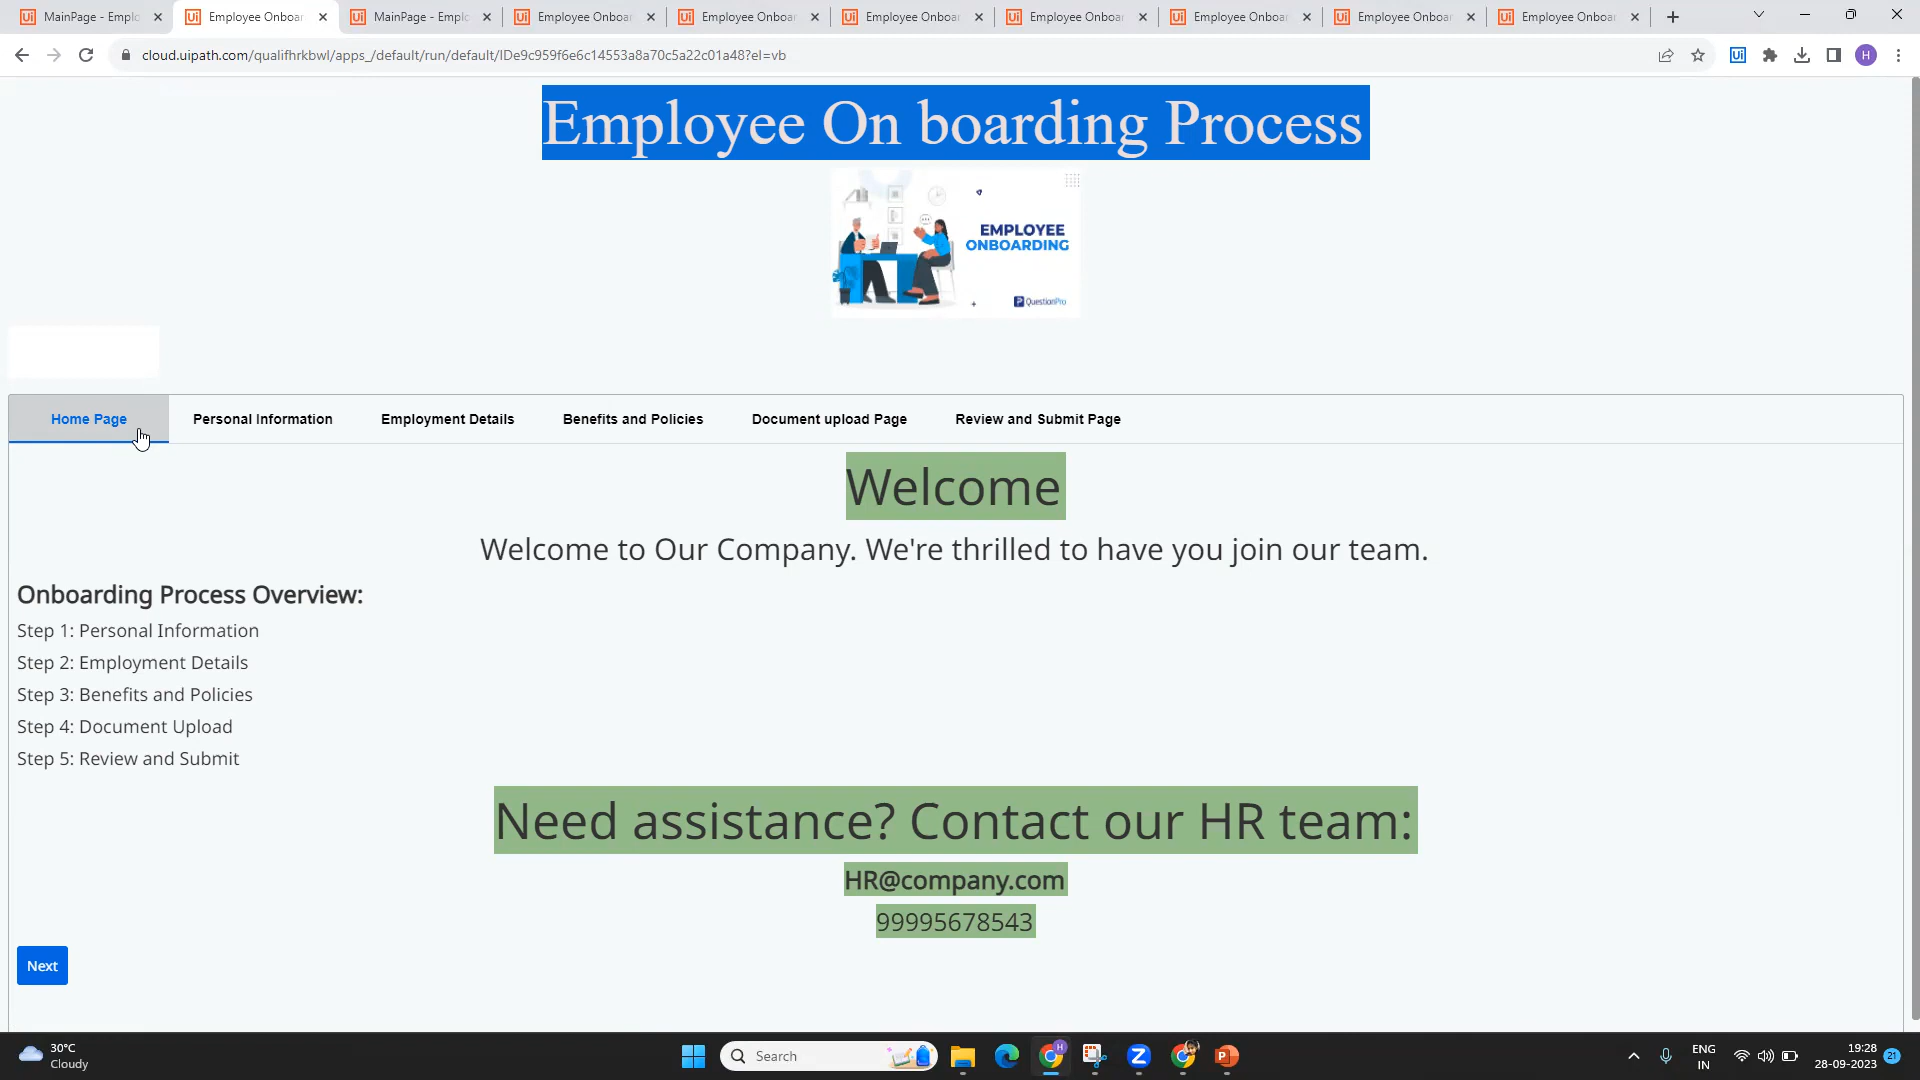 MainPage - Emplo
Employee Onboar
MainPage - Emplo
Employee Onboar
Employee Onboar
Employee Onboar
Employee Onboar
Employee Onboar
Employee Onboar
Employee Onboar
cloud.uipath.com/qualifhrkbwl/apps_/default/run/default/IDe9c959f6e6c14553a8a70c5a22c01a48?el=vb
Employee On boarding Process
EMPLOYEE
ONBOARDING
QuestionPro
Home Page
Personal Information
Employment Details
Benefits and Policies
Document upload Page
Review and Submit Page
Welcome
Welcome to Our Company. We're thrilled to have you join our team.
Onboarding Process Overview:
Step 1: Personal Information
Step 2: Employment Details
Step 3: Benefits and Policies
Step 4: Document Upload
Step 5: Review and Submit
Need assistance? Contact our HR team:
HR@company.com
99995678543
Next
30°C
Cloudy
Search
ENG
IN
19:28
28-09-2023
21